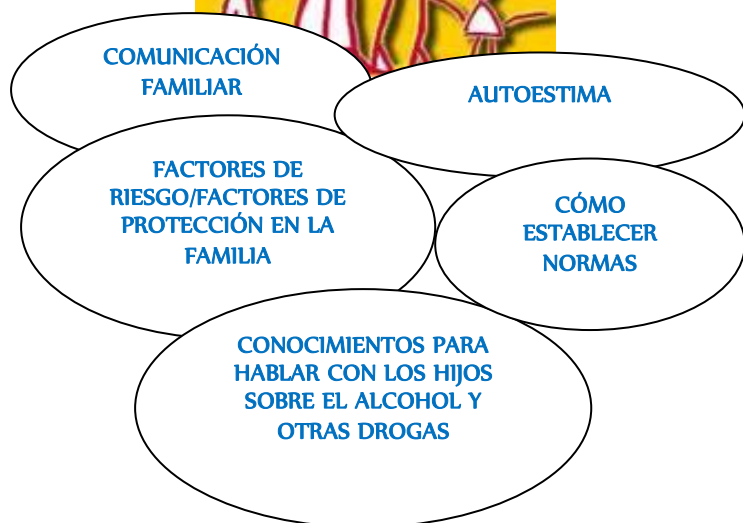 COMUNICACIÓN
FAMILIAR
AUTOESTIMA
FACTORES DE
RIESGO/FACTORES DE
PROTECCIÓN EN LA
FAMILIA
CÓMO
ESTABLECER
NORMAS
CONOCIMIENTOS PARA
HABLAR CON LOS HIJOS
SOBRE EL ALCOHOL Y
OTRAS DROGAS